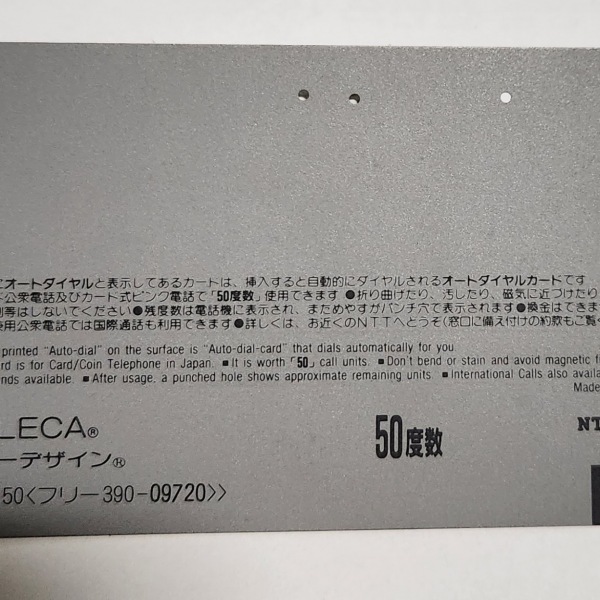 オートダイヤルと表示してあるカードは、挿入すると自動的にダイヤルされるオートダイヤルカードです
公衆電話及びカード式ピンク電話で「50度数」使用できます ●折り曲げたり、汚したり、磁気に近づけたり
等はしないでください ●残度数は電話機に表示され、まためやすがパンチ穴で表示されます ●換金はできま
用公衆電話では国際通話も利用できます ●詳しくは、お近くのNTTへどうぞ(窓口に備え付けの約款もご覧
printed “Auto-dial” on the surface is “Auto-dial-card” that dials automatically for you.
rd is for Card/Coin Telephone in Japan. ■ It is worth「50」call units. ■ Don't bend or stain and avoid magnetic fi
nds available. ■ After usage, a punched hole shows approximate remaining units. ■ International Calls also availa
Made
LECA®
50度数
NT
ーデザイン®
50〈フリー390-09720〉〉